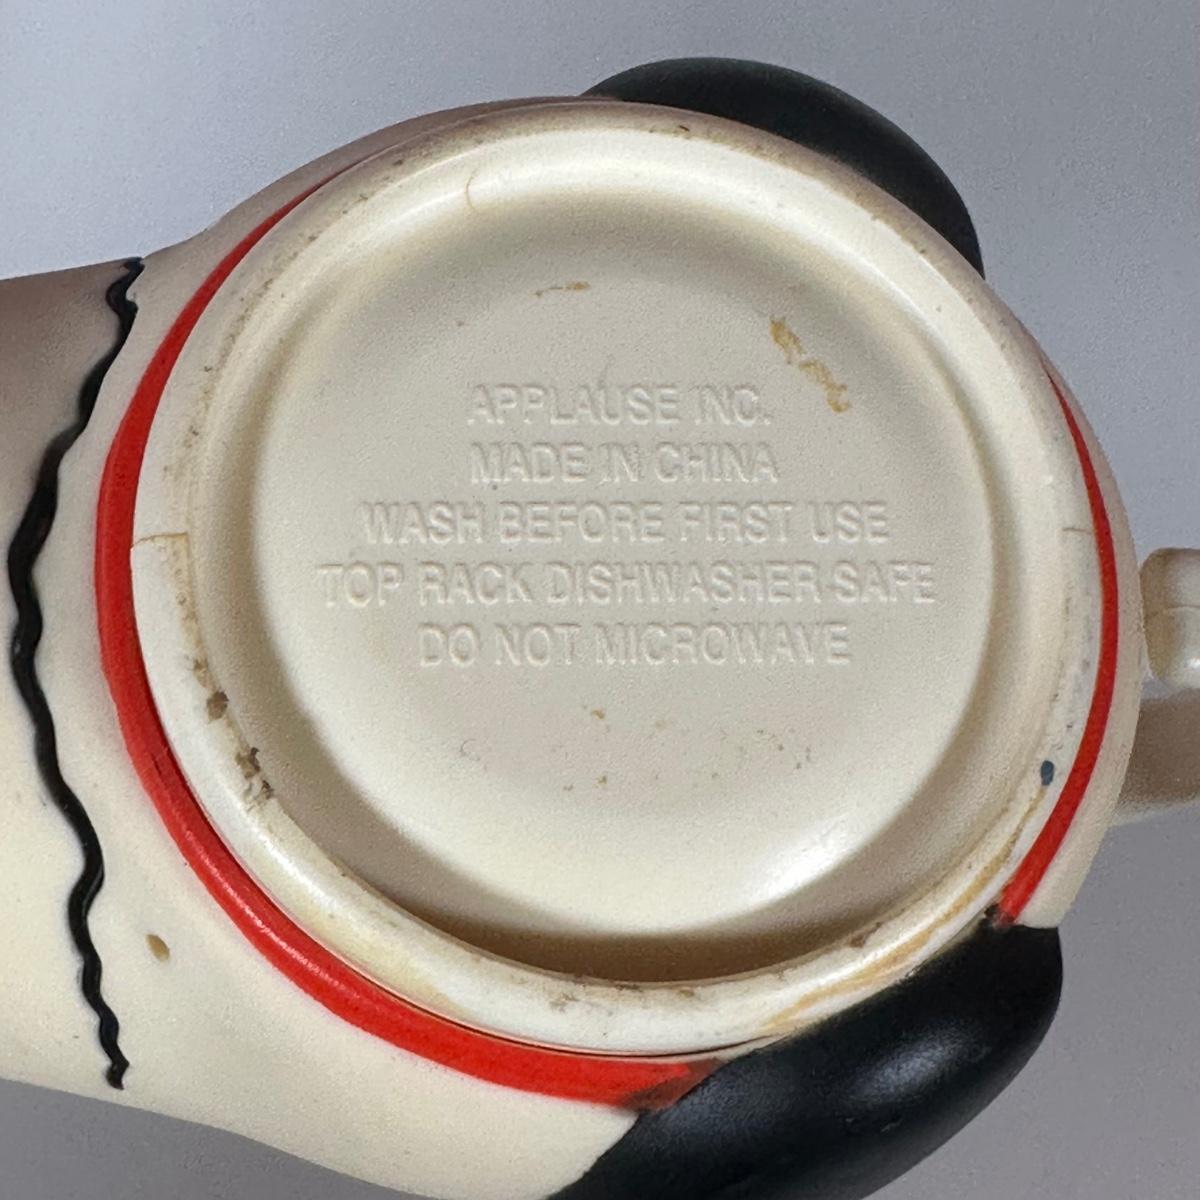 APPLAUSE INC.
MADE IN CHINA
WASH BEFORE FIRST USE
TOP RACK DISHWASHER SAFE
DO NOT MICROWAVE